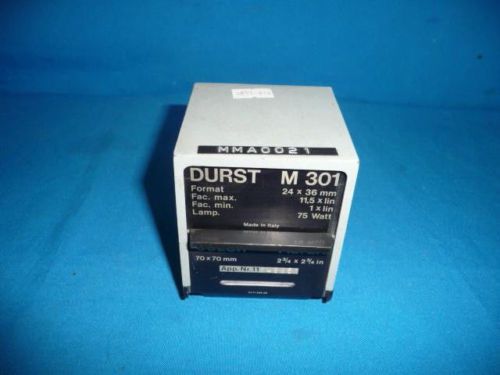 MMA0021
DURST M 301
Format 24 x 36 mm
Fac. max. 11,5 x lin
Fac. min. 1 x lin
Lamp. 75 Watt
Made in Italy
70 x 70 mm 2¾ x 2¾ in
App. Nr. 11